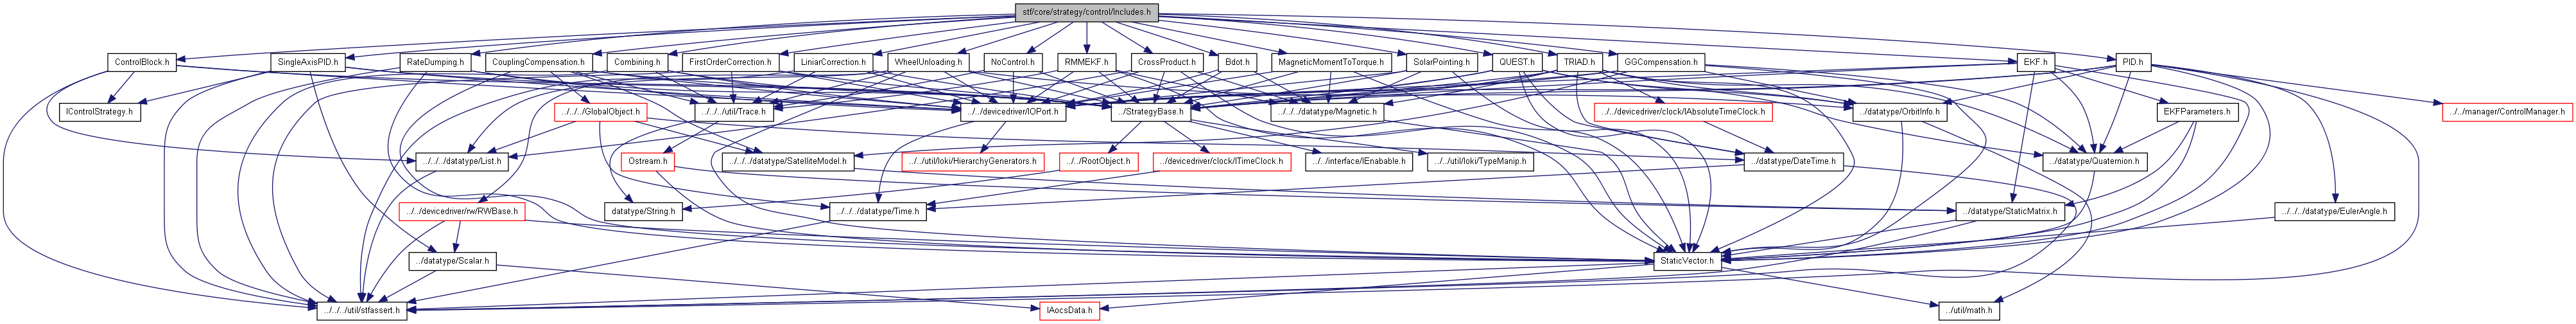 stf/core/strategy/control/Includes.h
ControlBlock.h
SingleAxisPID.h
RateDumping.h
CouplingCompensation.h
Combining.h
FirstOrderCorrection.h
LiniarCorrection.h
WheelUnloading.h
NoControl.h
RMMEKF.h
CrossProduct.h
Bdot.h
MagneticMomentToTorque.h
SolarPointing.h
QUEST.h
TRIAD.h
GGCompensation.h
EKF.h
PID.h
IControlStrategy.h
../../../GlobalObject.h
../../../util/Trace.h
../../devicedriver/IOPort.h
../StrategyBase.h
../../../datatype/Magnetic.h
../../devicedriver/clock/IAbsoluteTimeClock.h
../datatype/OrbitInfo.h
EKFParameters.h
../../manager/ControlManager.h
../../../datatype/List.h
Ostream.h
../../../datatype/SatelliteModel.h
../../util/loki/HierarchyGenerators.h
../../RootObject.h
../devicedriver/clock/ITimeClock.h
../../interface/IEnable.h
../../util/loki/TypeManip.h
../datatype/DateTime.h
../datatype/Quaternion.h
../../devicedriver/rw/RWBase.h
datatype/String.h
../../../datatype/Time.h
../datatype/StaticMatrix.h
../../../datatype/EulerAngle.h
../datatype/Scalar.h
StaticVector.h
../../../util/stfassert.h
IAocsData.h
../util/math.h